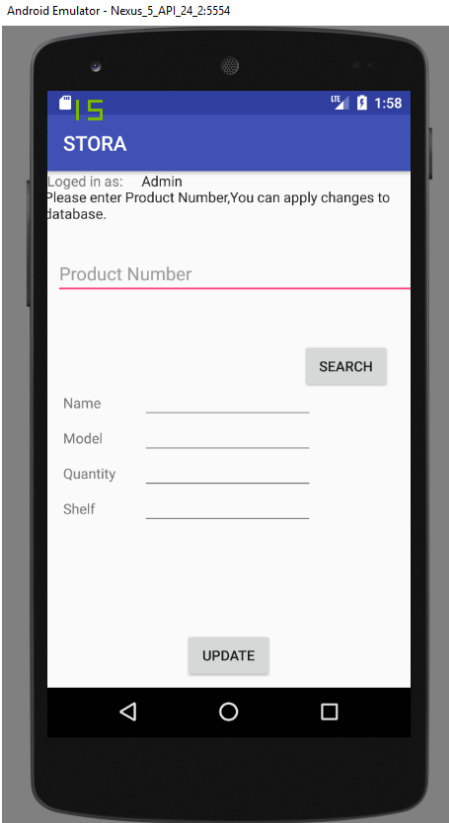 Android Emulator - Nexus_5_API_24_2:5554
15
LTE 1:58
STORA
Loged in as: Admin
Please enter Product Number,You can apply changes to
database.
Product Number
SEARCH
Name
Model
Quantity
Shelf
UPDATE